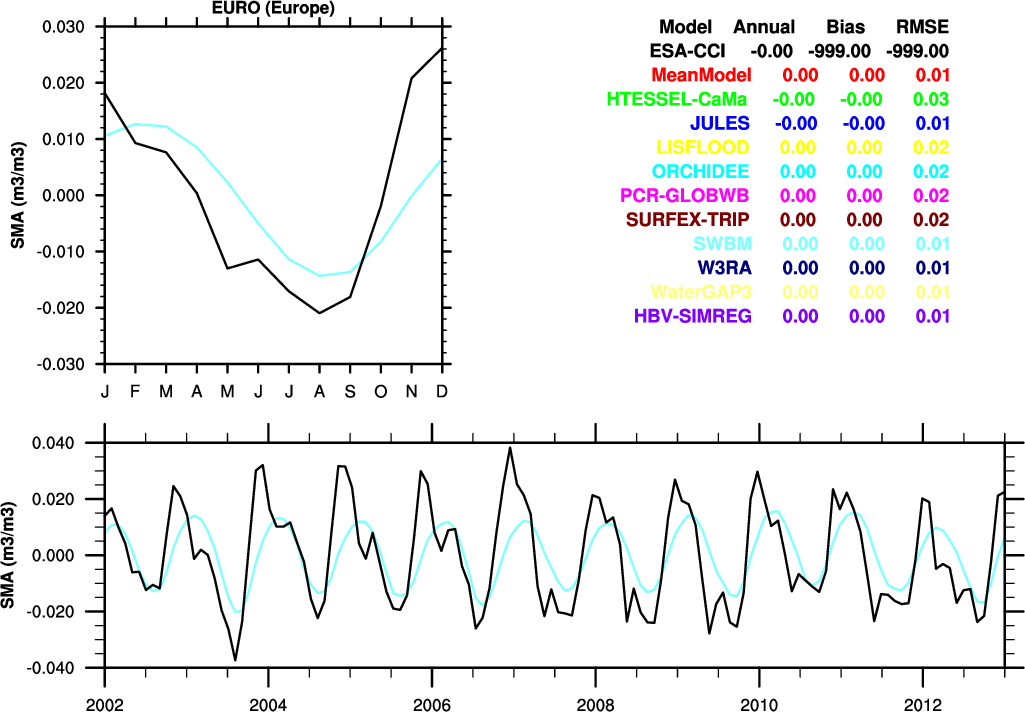 EURO (Europe)
0.030
0.020
0.010
0.000
-0.010
-0.020
-0.030
SMA (m3/m3)
J F M A M J J A S O N D
Model Annual Bias RMSE
ESA-CCI -0.00 -999.00 -999.00
MeanModel 0.00 0.00 0.01
HTESSEL-CaMa -0.00 -0.00 0.03
JULES -0.00 -0.00 0.01
LISFLOOD 0.00 0.00 0.02
ORCHIDEE 0.00 0.00 0.02
PCR-GLOBWB 0.00 0.00 0.02
SURFEX-TRIP 0.00 0.00 0.02
SWBM 0.00 0.00 0.01
W3RA 0.00 0.00 0.01
WaterGAP3 0.00 0.00 0.01
HBV-SIMREG 0.00 0.00 0.01
0.040
0.020
0.000
-0.020
-0.040
SMA (m3/m3)
2002 2004 2006 2008 2010 2012